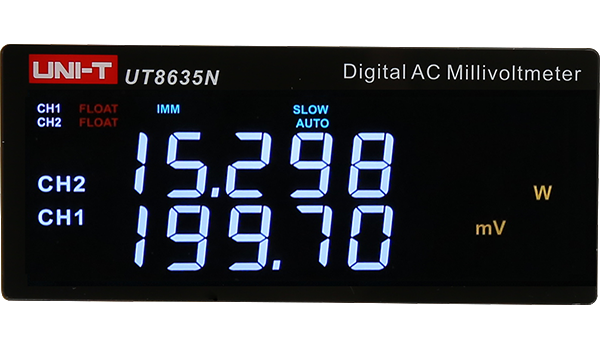 UNI-T UT8635N Digital AC Millivoltmeter
CH1 FLOAT IMM SLOW
CH2 FLOAT AUTO
CH2 15.298 W
CH1 199.70 mV